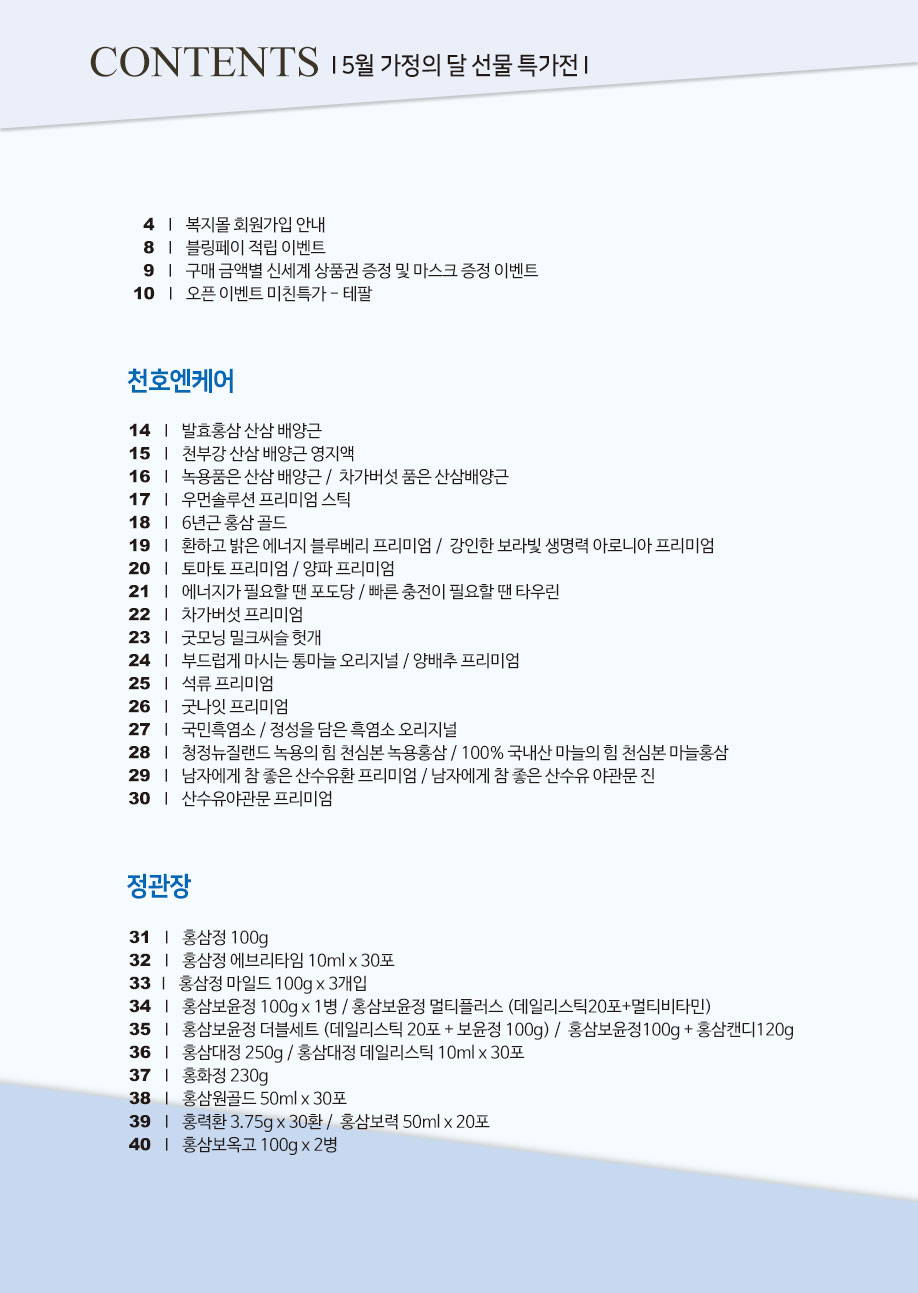 CONTENTS I 5월 가정의 달 선물 특가전 I
4 I 복지몰 회원가입 안내
8 I 블링페이 적립 이벤트
9 I 구매 금액별 신세계 상품권 증정 및 마스크 증정 이벤트
10 I 오픈 이벤트 미친특가 - 테팔
천호엔케어
14 I 발효홍삼 산삼 배양근
15 I 천부강 산삼 배양근 영지액
16 I 녹용품은 산삼 배양근 / 차가버섯 품은 산삼배양근
17 I 우먼솔루션 프리미엄 스틱
18 I 6년근 홍삼 골드
19 I 환하고 밝은 에너지 블루베리 프리미엄 / 강인한 보라빛 생명력 아로니아 프리미엄
20 I 토마토 프리미엄 / 양파 프리미엄
21 I 에너지가 필요할 땐 포도당 / 빠른 충전이 필요할 땐 타우린
22 I 차가버섯 프리미엄
23 I 굿모닝 밀크씨슬 헛개
24 I 부드럽게 마시는 통마늘 오리지널 / 양배추 프리미엄
25 I 석류 프리미엄
26 I 굿나잇 프리미엄
27 I 국민흑염소 / 정성을 담은 흑염소 오리지널
28 I 청정뉴질랜드 녹용의 힘 천심본 녹용홍삼 / 100% 국내산 마늘의 힘 천심본 마늘홍삼
29 I 남자에게 참 좋은 산수유환 프리미엄 / 남자에게 참 좋은 산수유 야관문 진
30 I 산수유야관문 프리미엄
정관장
31 I 홍삼정 100g
32 I 홍삼정 에브리타임 10ml x 30포
33 I 홍삼정 마일드 100g x 3개입
34 I 홍삼보윤정 100g x 1병 / 홍삼보윤정 멀티플러스 (데일리스틱20포+멀티비타민)
35 I 홍삼보윤정 더블세트 (데일리스틱 20포 + 보윤정 100g) / 홍삼보윤정100g + 홍삼캔디120g
36 I 홍삼대정 250g / 홍삼대정 데일리스틱 10ml x 30포
37 I 홍화정 230g
38 I 홍삼원골드 50ml x 30포
39 I 홍력환 3.75g x 30환 / 홍삼보력 50ml x 20포
40 I 홍삼보옥고 100g x 2병